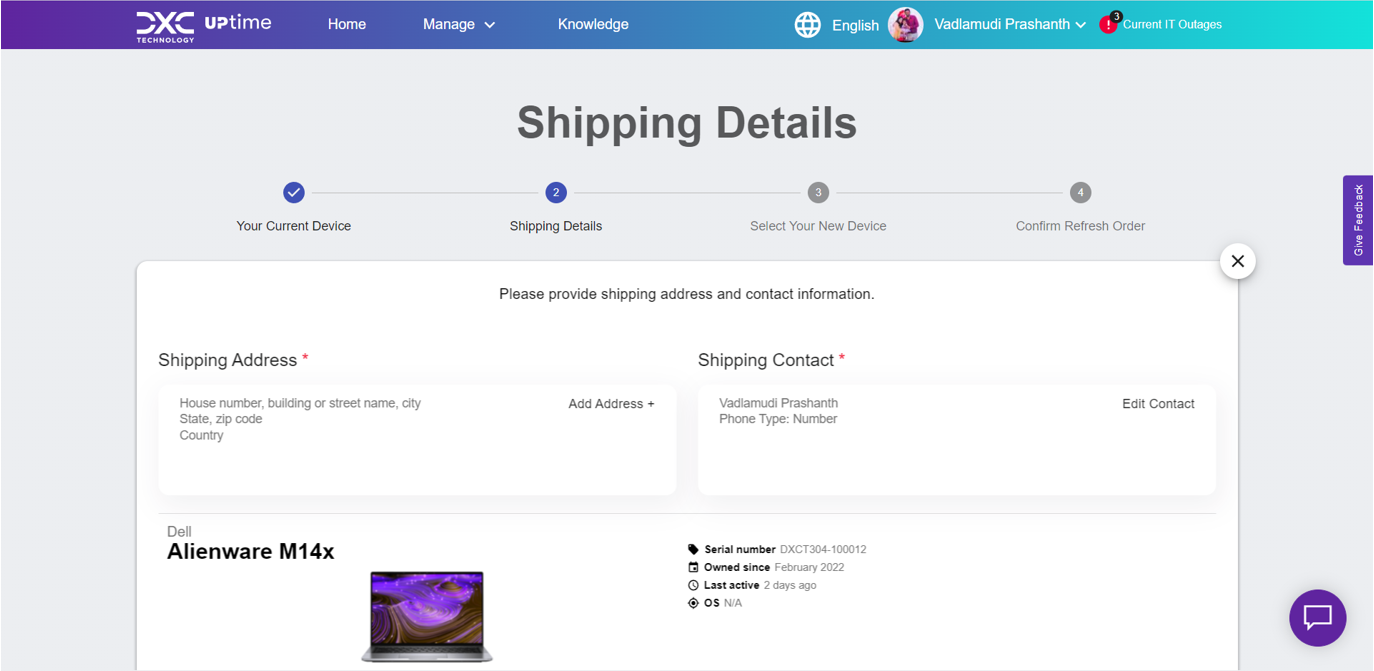 DXC TECHNOLOGY UPtime Home Manage Knowledge English Vadlamudi Prashanth ! 3 Current IT Outages
Shipping Details
2 3 4
Your Current Device Shipping Details Select Your New Device Confirm Refresh Order
Give Feedback
Please provide shipping address and contact information.
Shipping Address *
House number, building or street name, city
State, zip code
Country
Add Address +
Shipping Contact *
Vadlamudi Prashanth
Phone Type: Number
Edit Contact
Dell
Alienware M14x
Serial number DXCT304-100012
Owned since February 2022
Last active 2 days ago
OS N/A